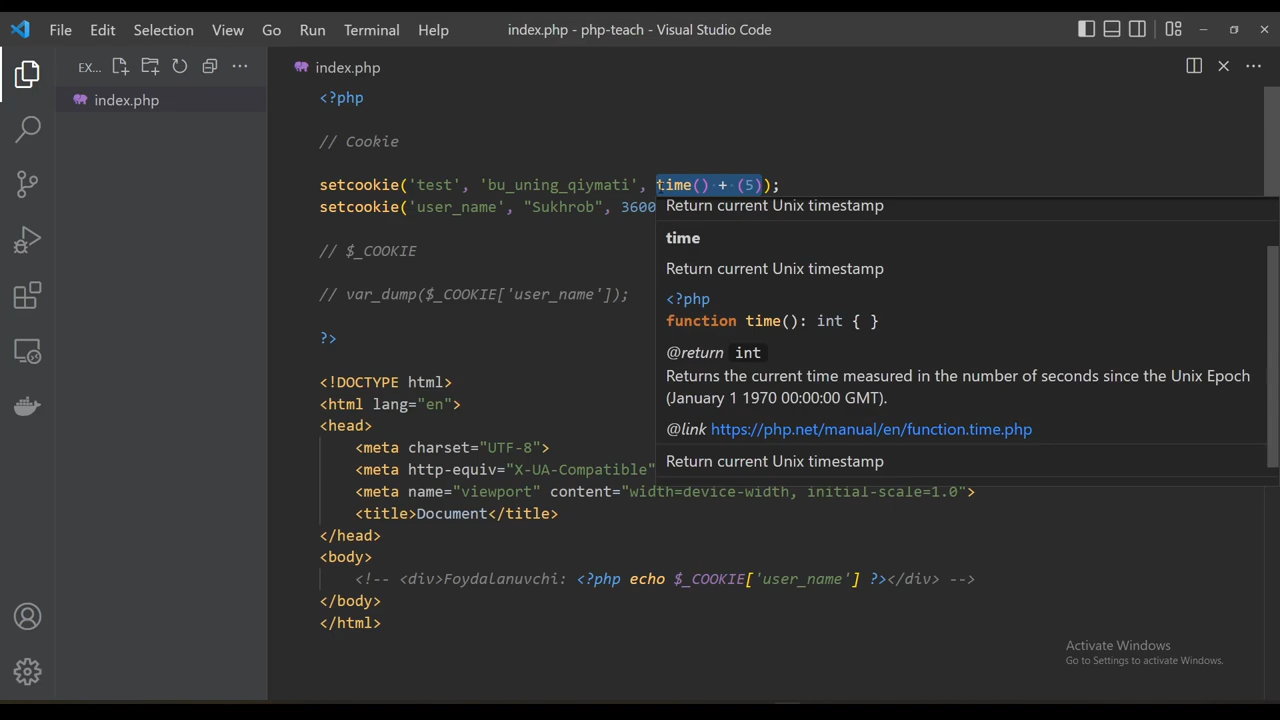 File Edit Selection View Go Run Terminal Help index.php - php-teach - Visual Studio Code
EX...
index.php
index.php
<?php
// Cookie
setcookie('test', 'bu_uning_qiymati', time() + (5));
setcookie('user_name', "Sukhrob", 3600
// $_COOKIE
// var_dump($_COOKIE['user_name']);
?>
<!DOCTYPE html>
<html lang="en">
<head>
<meta charset="UTF-8">
<meta http-equiv="X-UA-Compatible"
<meta name="viewport" content="width=device-width, initial-scale=1.0">
<title>Document</title>
</head>
<body>
<!-- <div>Foydalanuvchi: <?php echo $_COOKIE['user_name'] ?></div> -->
</body>
</html>
Return current Unix timestamp
time
Return current Unix timestamp
<?php
function time(): int { }
@return int
Returns the current time measured in the number of seconds since the Unix Epoch
(January 1 1970 00:00:00 GMT).
@link https://php.net/manual/en/function.time.php
Return current Unix timestamp
Activate Windows
Go to Settings to activate Windows.